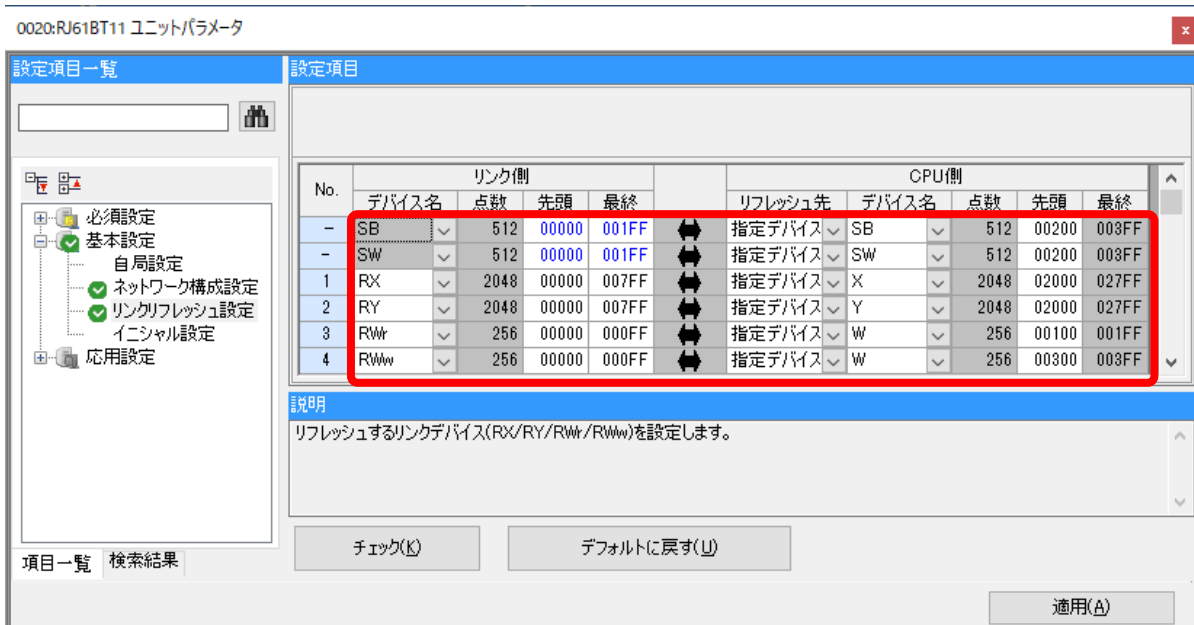 0020:RJ61BT11 ユニットパラメータ
x
設定項目一覧
設定項目
必須設定
基本設定
自局設定
ネットワーク構成設定
リンクリフレッシュ設定
イニシャル設定
応用設定
項目一覧 検索結果
No. リンク側 CPU側
デバイス名 点数 先頭 最終 リフレッシュ先 デバイス名 点数 先頭 最終
- SB 512 00000 001FF 指定デバイス SB 512 00200 003FF
- SW 512 00000 001FF 指定デバイス SW 512 00200 003FF
1 RX 2048 00000 007FF 指定デバイス X 2048 02000 027FF
2 RY 2048 00000 007FF 指定デバイス Y 2048 02000 027FF
3 RWr 256 00000 000FF 指定デバイス W 256 00100 001FF
4 RWw 256 00000 000FF 指定デバイス W 256 00300 003FF
説明
リフレッシュするリンクデバイス(RX/RY/RWr/RWw)を設定します。
チェック(K) デフォルトに戻す(U)
適用(A)